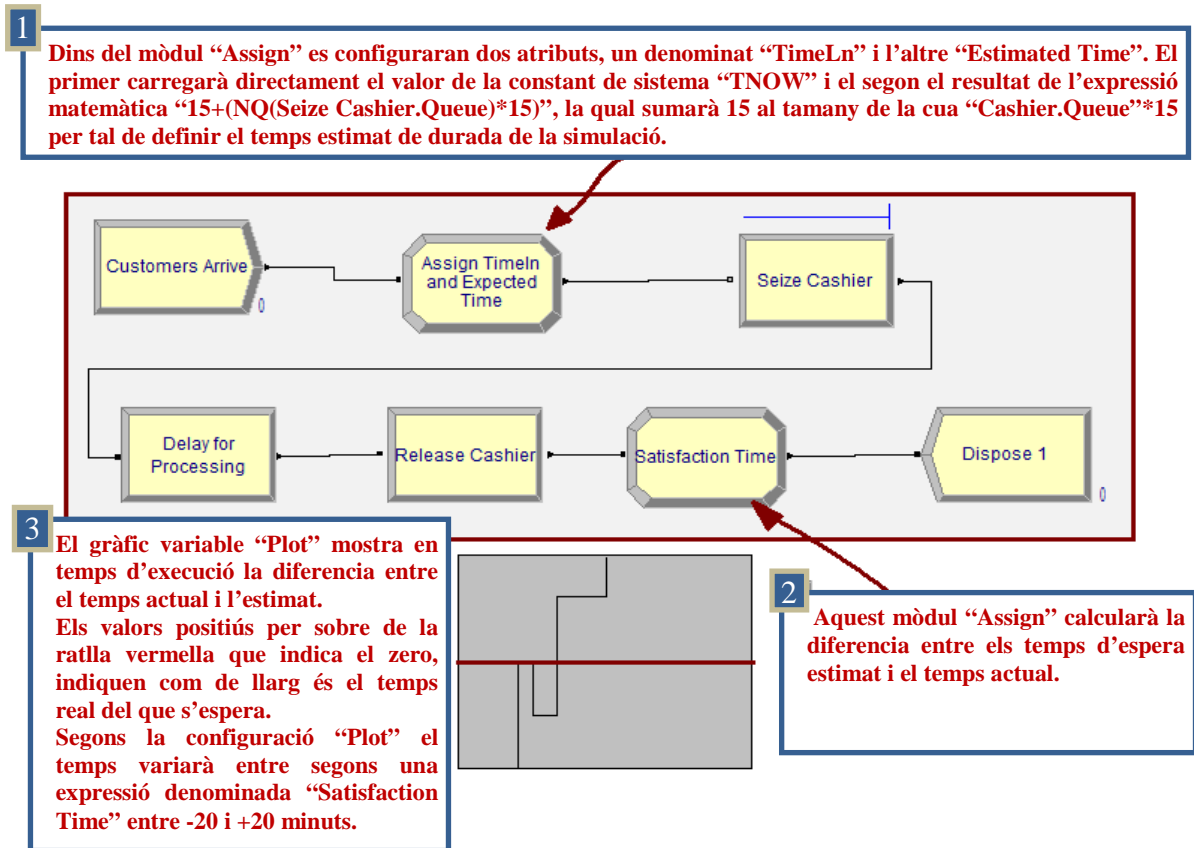 1
Dins del mòdul “Assign” es configuraran dos atributs, un denominat “TimeLn” i l’altre “Estimated Time”. El
primer carregarà directament el valor de la constant de sistema “TNOW” i el segon el resultat de l’expressió
matemàtica “15+(NQ(Seize Cashier.Queue)*15)”, la qual sumarà 15 al tamany de la cua “Cashier.Queue”*15
per tal de definir el temps estimat de durada de la simulació.
Customers Arrive
0
Assign TimeIn
and Expected
Time
Seize Cashier
Delay for
Processing
Release Cashier
Satisfaction Time
Dispose 1
0
3
El gràfic variable “Plot” mostra en
temps d’execució la diferencia entre
el temps actual i l’estimat.
Els valors positiús per sobre de la
ratlla vermella que indica el zero,
indiquen com de llarg és el temps
real del que s’espera.
Segons la configuració “Plot” el
temps variarà entre segons una
expressió denominada “Satisfaction
Time” entre -20 i +20 minuts.
2
Aquest mòdul “Assign” calcularà la
diferencia entre els temps d’espera
estimat i el temps actual.